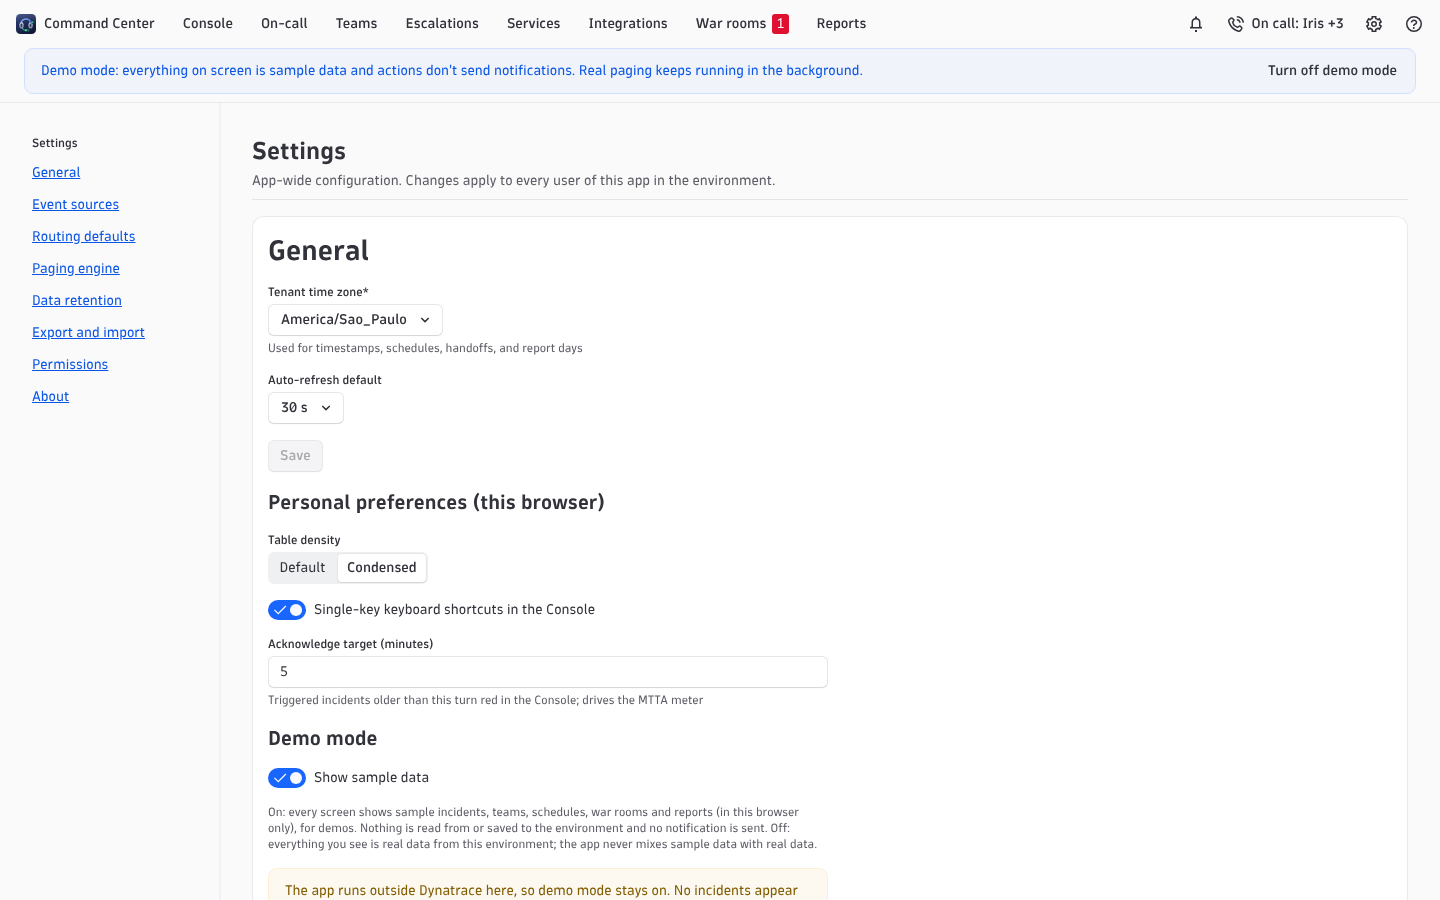 Command Center
Console
On-call
Teams
Escalations
Services
Integrations
War rooms 1
Reports
On call: Iris +3
Demo mode: everything on screen is sample data and actions don't send notifications. Real paging keeps running in the background.
Turn off demo mode
Settings
General
Event sources
Routing defaults
Paging engine
Data retention
Export and import
Permissions
About
Settings
App-wide configuration. Changes apply to every user of this app in the environment.
General
Tenant time zone*
America/Sao_Paulo
Used for timestamps, schedules, handoffs, and report days
Auto-refresh default
30 s
Save
Personal preferences (this browser)
Table density
Default
Condensed
Single-key keyboard shortcuts in the Console
Acknowledge target (minutes)
5
Triggered incidents older than this turn red in the Console; drives the MTTA meter
Demo mode
Show sample data
On: every screen shows sample incidents, teams, schedules, war rooms and reports (in this browser
only), for demos. Nothing is read from or saved to the environment and no notification is sent. Off:
everything you see is real data from this environment; the app never mixes sample data with real data.
The app runs outside Dynatrace here, so demo mode stays on. No incidents appear